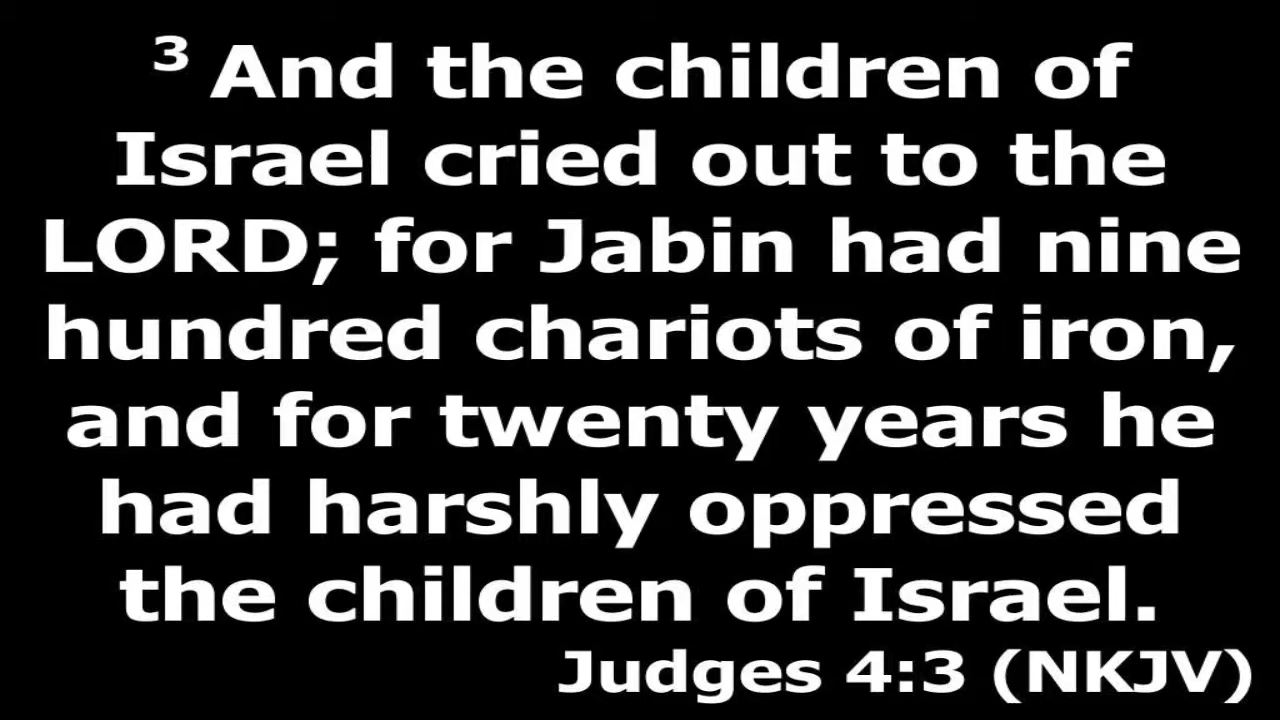 ³ And the children of
Israel cried out to the
LORD; for Jabin had nine
hundred chariots of iron,
and for twenty years he
had harshly oppressed
the children of Israel.
Judges 4:3 (NKJV)